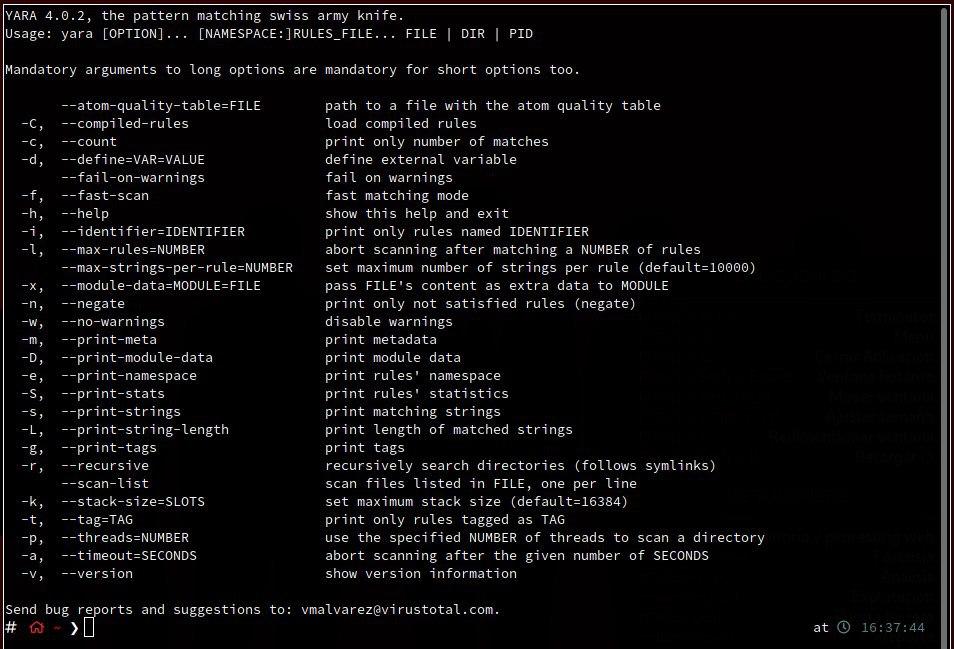 YARA 4.0.2, the pattern matching swiss army knife.
Usage: yara [OPTION]... [NAMESPACE:]RULES_FILE... FILE | DIR | PID
Mandatory arguments to long options are mandatory for short options too.
--atom-quality-table=FILE path to a file with the atom quality table
-C, --compiled-rules load compiled rules
-c, --count print only number of matches
-d, --define=VAR=VALUE define external variable
--fail-on-warnings fail on warnings
-f, --fast-scan fast matching mode
-h, --help show this help and exit
-i, --identifier=IDENTIFIER print only rules named IDENTIFIER
-l, --max-rules=NUMBER abort scanning after matching a NUMBER of rules
--max-strings-per-rule=NUMBER set maximum number of strings per rule (default=10000)
-x, --module-data=MODULE=FILE pass FILE's content as extra data to MODULE
-n, --negate print only not satisfied rules (negate)
-w, --no-warnings disable warnings
-m, --print-meta print metadata
-D, --print-module-data print module data
-e, --print-namespace print rules' namespace
-S, --print-stats print rules' statistics
-s, --print-strings print matching strings
-L, --print-string-length print length of matched strings
-g, --print-tags print tags
-r, --recursive recursively search directories (follows symlinks)
--scan-list scan files listed in FILE, one per line
-k, --stack-size=SLOTS set maximum stack size (default=16384)
-t, --tag=TAG print only rules tagged as TAG
-p, --threads=NUMBER use the specified NUMBER of threads to scan a directory
-a, --timeout=SECONDS abort scanning after the given number of SECONDS
-v, --version show version information
Send bug reports and suggestions to: vmalvarez@virustotal.com.
# ~ ❯ at 16:37:44